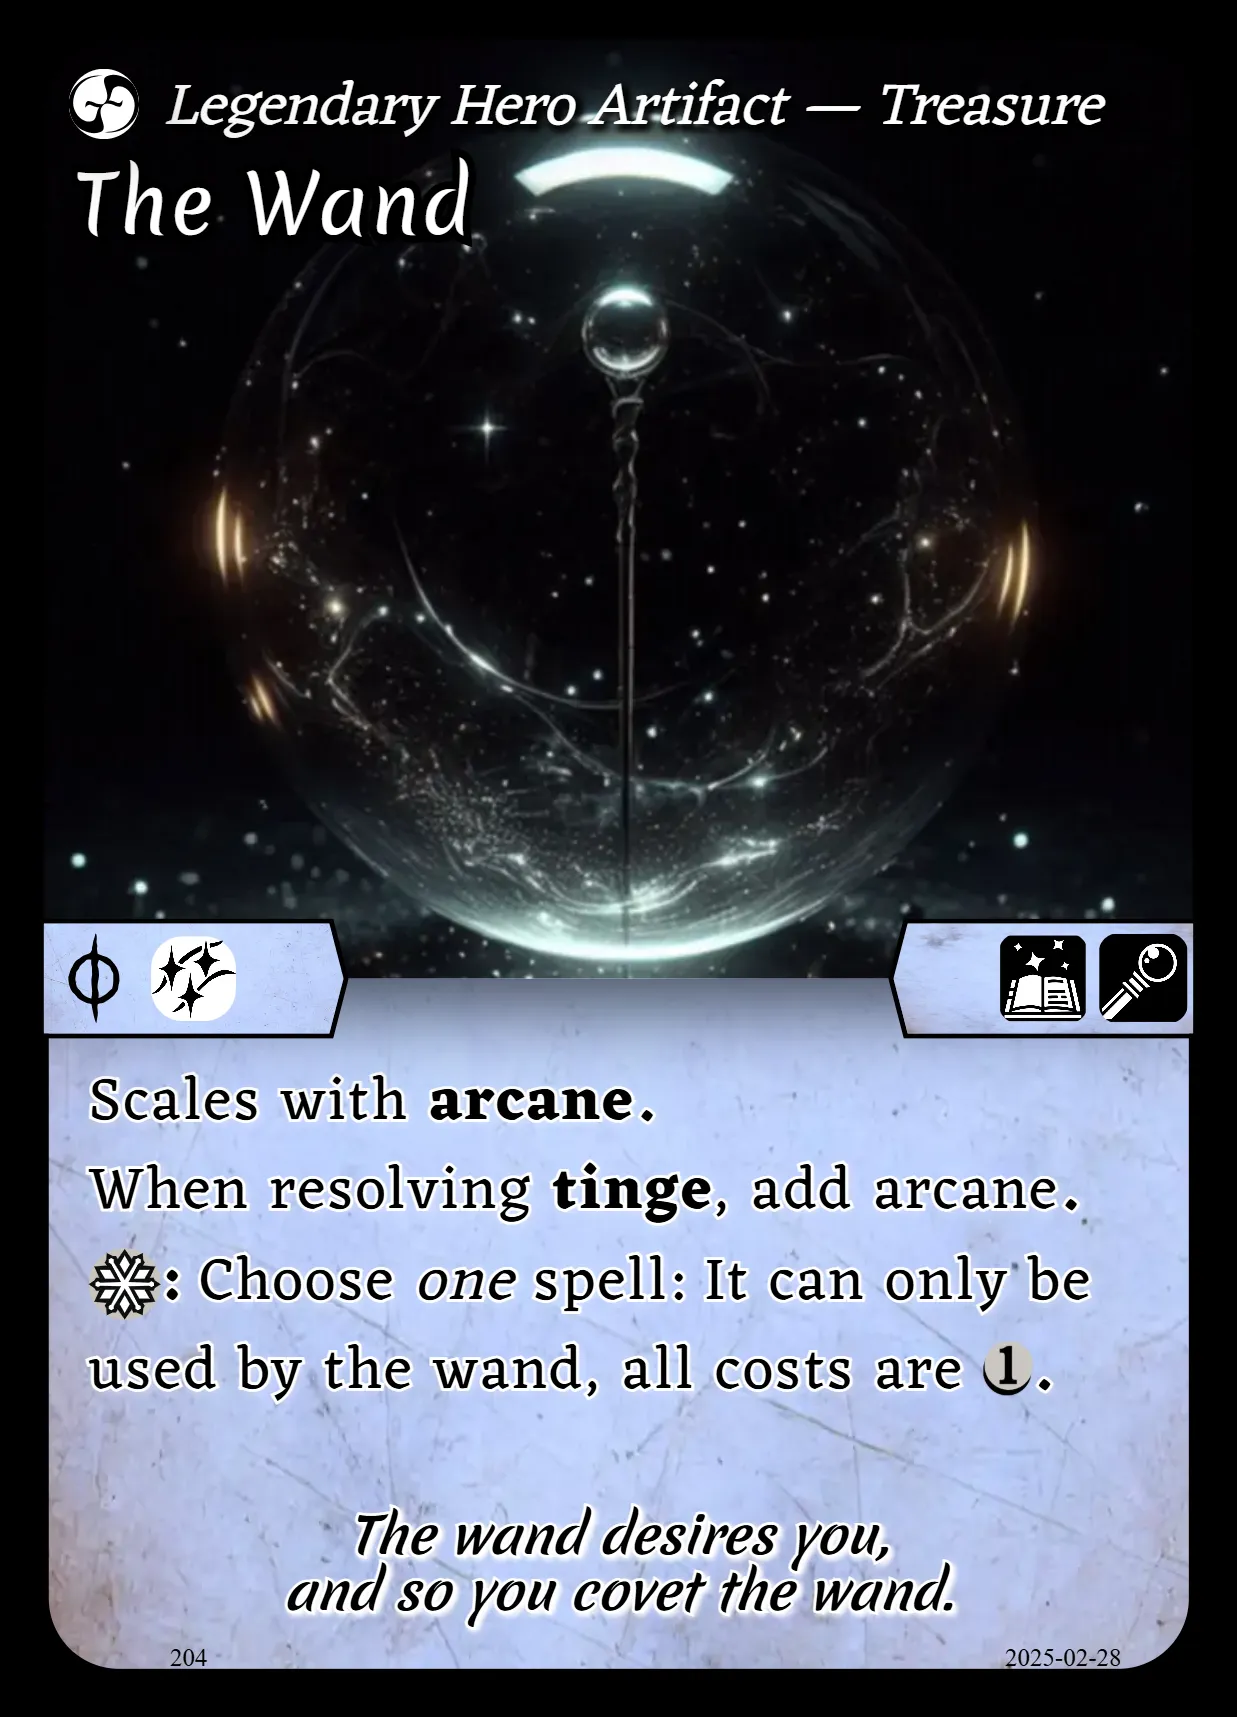 Legendary Hero Artifact — Treasure
The Wand
Scales with arcane.
When resolving tinge, add arcane.
: Choose one spell: It can only be
used by the wand, all costs are 1.
The wand desires you,
and so you covet the wand.
204
2025-02-28